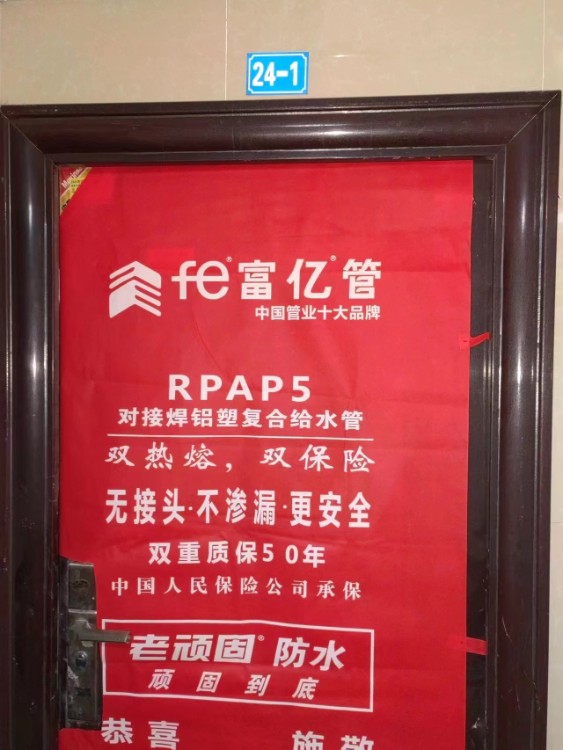 24-1
fe®富亿®管
中国管业十大品牌
RPAP5
对接焊铝塑复合给水管
双热熔，双保险
无接头·不渗漏·更安全
双重质保50年
中国人民保险公司承保
老顽固®防水
顽固到底
恭喜 施敬